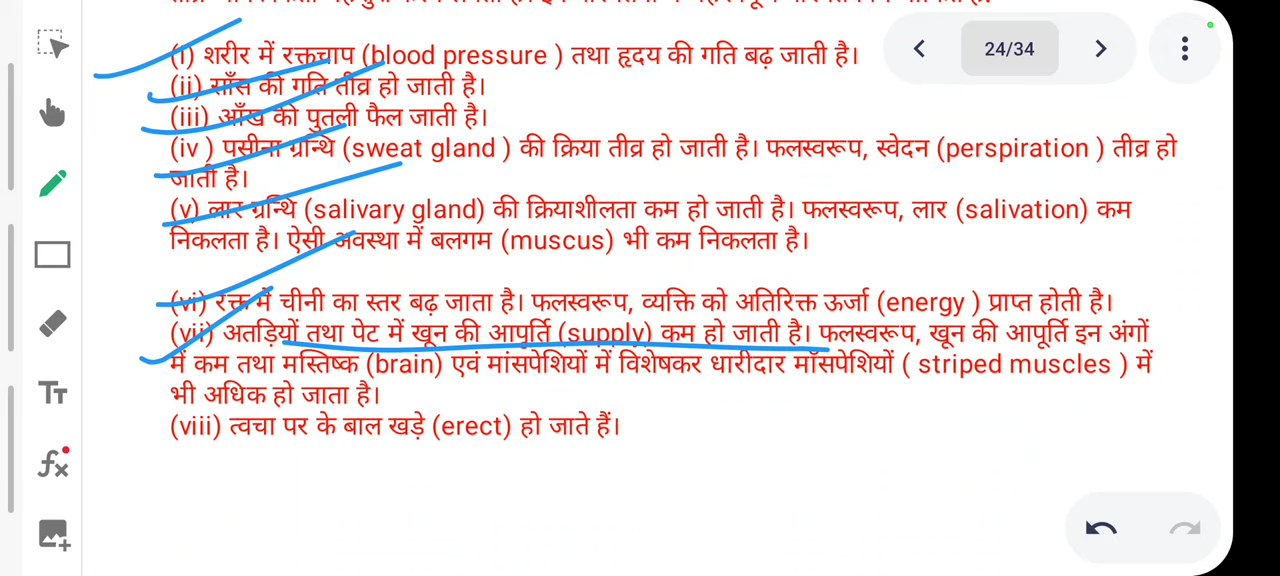 24/34
(i) शरीर में रक्तचाप (blood pressure ) तथा हृदय की गति बढ़ जाती है।
(ii) साँस की गति तीव्र हो जाती है।
(iii) आँख की पुतली फैल जाती है।
(iv ) पसीना ग्रन्थि (sweat gland ) की क्रिया तीव्र हो जाती है। फलस्वरूप, स्वेदन (perspiration ) तीव्र हो
जाती है।
(v) लार ग्रन्थि (salivary gland) की क्रियाशीलता कम हो जाती है। फलस्वरूप, लार (salivation) कम
निकलता है। ऐसी अवस्था में बलगम (muscus) भी कम निकलता है।
(vi) रक्त में चीनी का स्तर बढ़ जाता है। फलस्वरूप, व्यक्ति को अतिरिक्त ऊर्जा (energy ) प्राप्त होती है।
(vii) अतड़ियों तथा पेट में खून की आपूर्ति (supply) कम हो जाती है। फलस्वरूप, खून की आपूर्ति इन अंगों
में कम तथा मस्तिष्क (brain) एवं मांसपेशियों में विशेषकर धारीदार माँसपेशियों ( striped muscles ) में
भी अधिक हो जाता है।
(viii) त्वचा पर के बाल खड़े (erect) हो जाते हैं।
Tт
fx